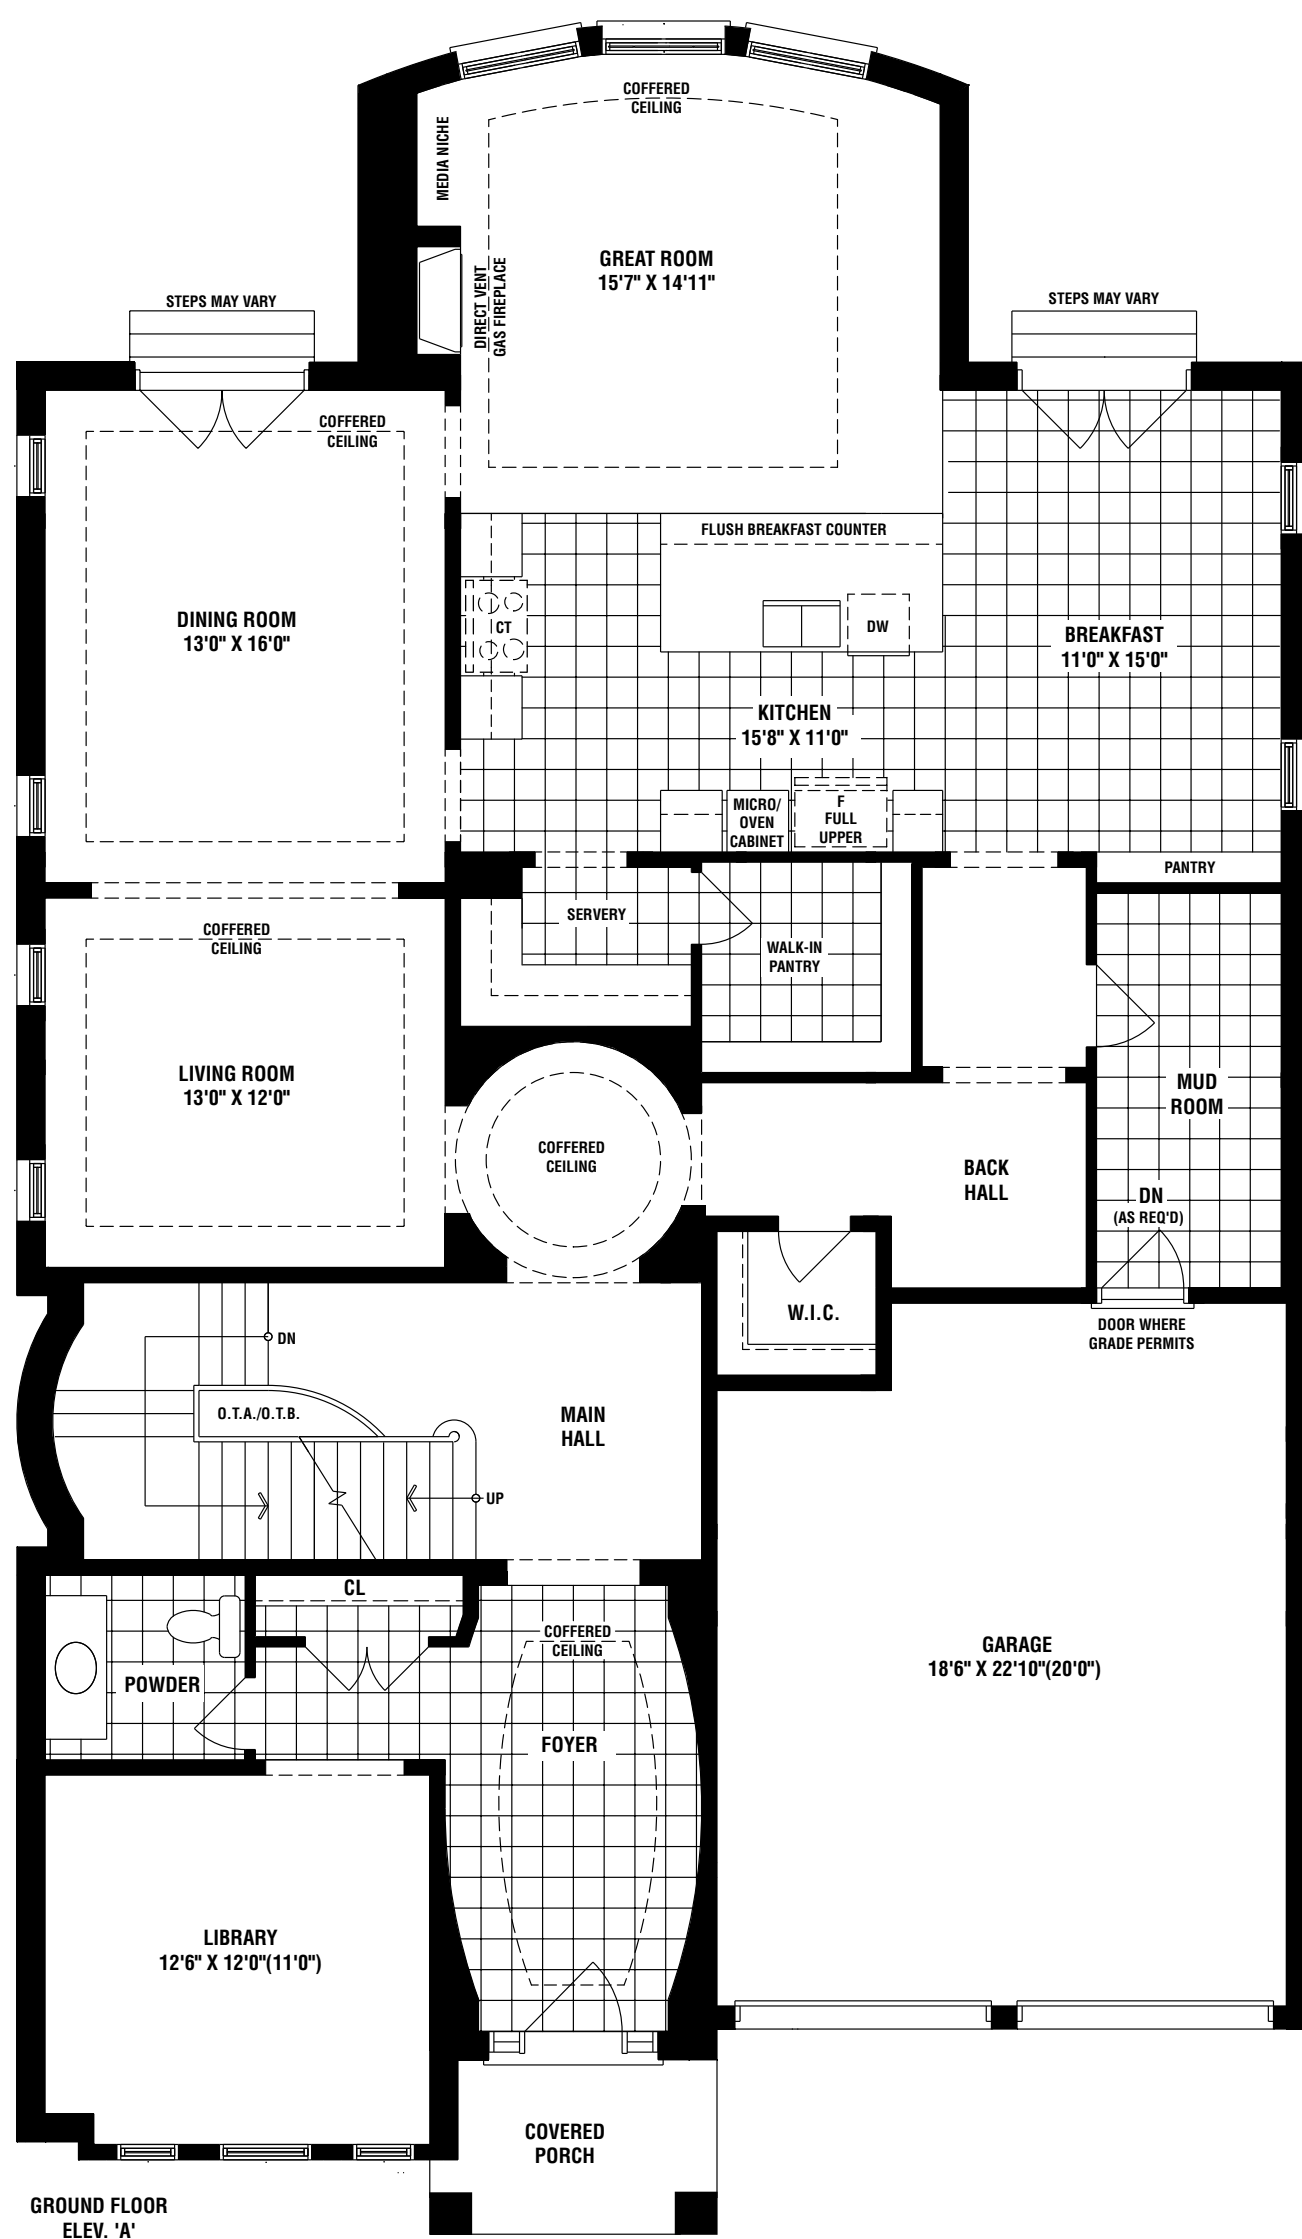 COFFERED
CEILING
MEDIA NICHE
GREAT ROOM
15'7" X 14'11"
DIRECT VENT
GAS FIREPLACE
STEPS MAY VARY
STEPS MAY VARY
COFFERED
CEILING
FLUSH BREAKFAST COUNTER
DINING ROOM
13'0" X 16'0"
CT
DW
BREAKFAST
11'0" X 15'0"
KITCHEN
15'8" X 11'0"
MICRO/
OVEN
CABINET
F
FULL
UPPER
PANTRY
SERVERY
WALK-IN
PANTRY
COFFERED
CEILING
LIVING ROOM
13'0" X 12'0"
COFFERED
CEILING
MUD
ROOM
BACK
HALL
DN
(AS REQ'D)
W.I.C.
DOOR WHERE
GRADE PERMITS
DN
O.T.A./O.T.B.
MAIN
HALL
UP
CL
COFFERED
CEILING
POWDER
FOYER
GARAGE
18'6" X 22'10"(20'0")
LIBRARY
12'6" X 12'0"(11'0")
COVERED
PORCH
GROUND FLOOR
ELEV. 'A'